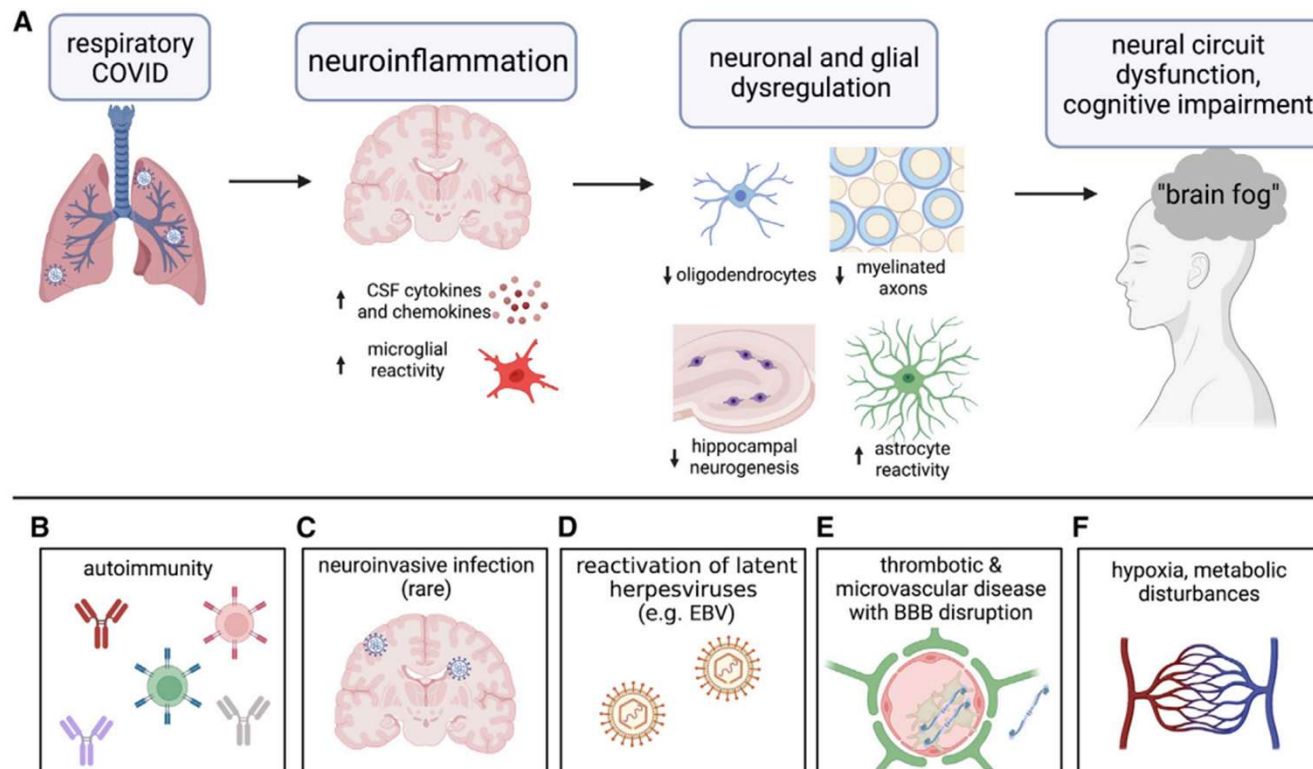 A
respiratory
COVID
neuroinflammation
neuronal and glial
dysregulation
neural circuit
dysfunction,
cognitive impairment
"brain fog"
↑ CSF cytokines
and chemokines
↑ microglial
reactivity
↓ oligodendrocytes
↓ myelinated
axons
↓ hippocampal
neurogenesis
↑ astrocyte
reactivity
B
autoimmunity
C
neuroinvasive infection
(rare)
D
reactivation of latent
herpesviruses
(e.g. EBV)
E
thrombotic &
microvascular disease
with BBB disruption
F
hypoxia, metabolic
disturbances